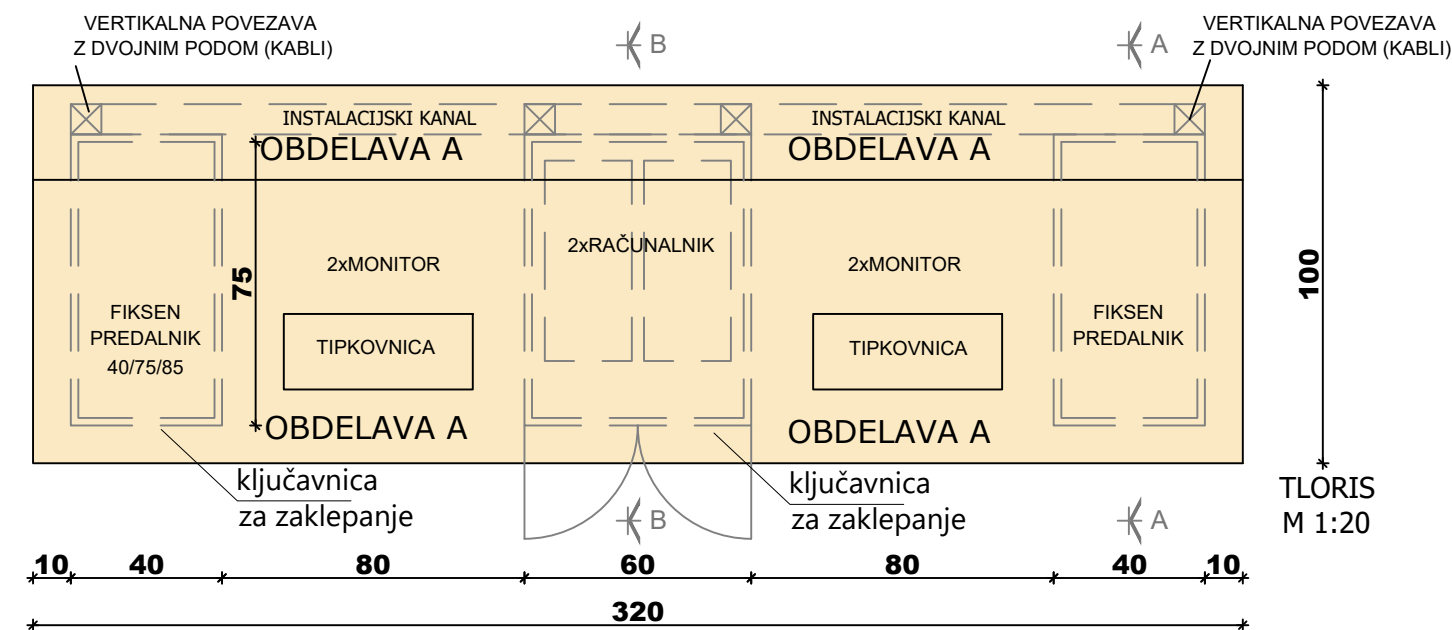 VERTIKALNA POVEZAVA
Z DVOJNIM PODOM (KABLI)
B
A
VERTIKALNA POVEZAVA
Z DVOJNIM PODOM (KABLI)
INSTALACIJSKI KANAL
OBDELAVA A
INSTALACIJSKI KANAL
OBDELAVA A
2xMONITOR
2xRAČUNALNIK
2xMONITOR
75
100
FIKSEN
PREDALNIK
40/75/85
TIPKOVNICA
TIPKOVNICA
FIKSEN
PREDALNIK
OBDELAVA A
OBDELAVA A
ključavnica
za zaklepanje
ključavnica
za zaklepanje
B
A
TLORIS
M 1:20
10 40 80 60 80 40 10
320